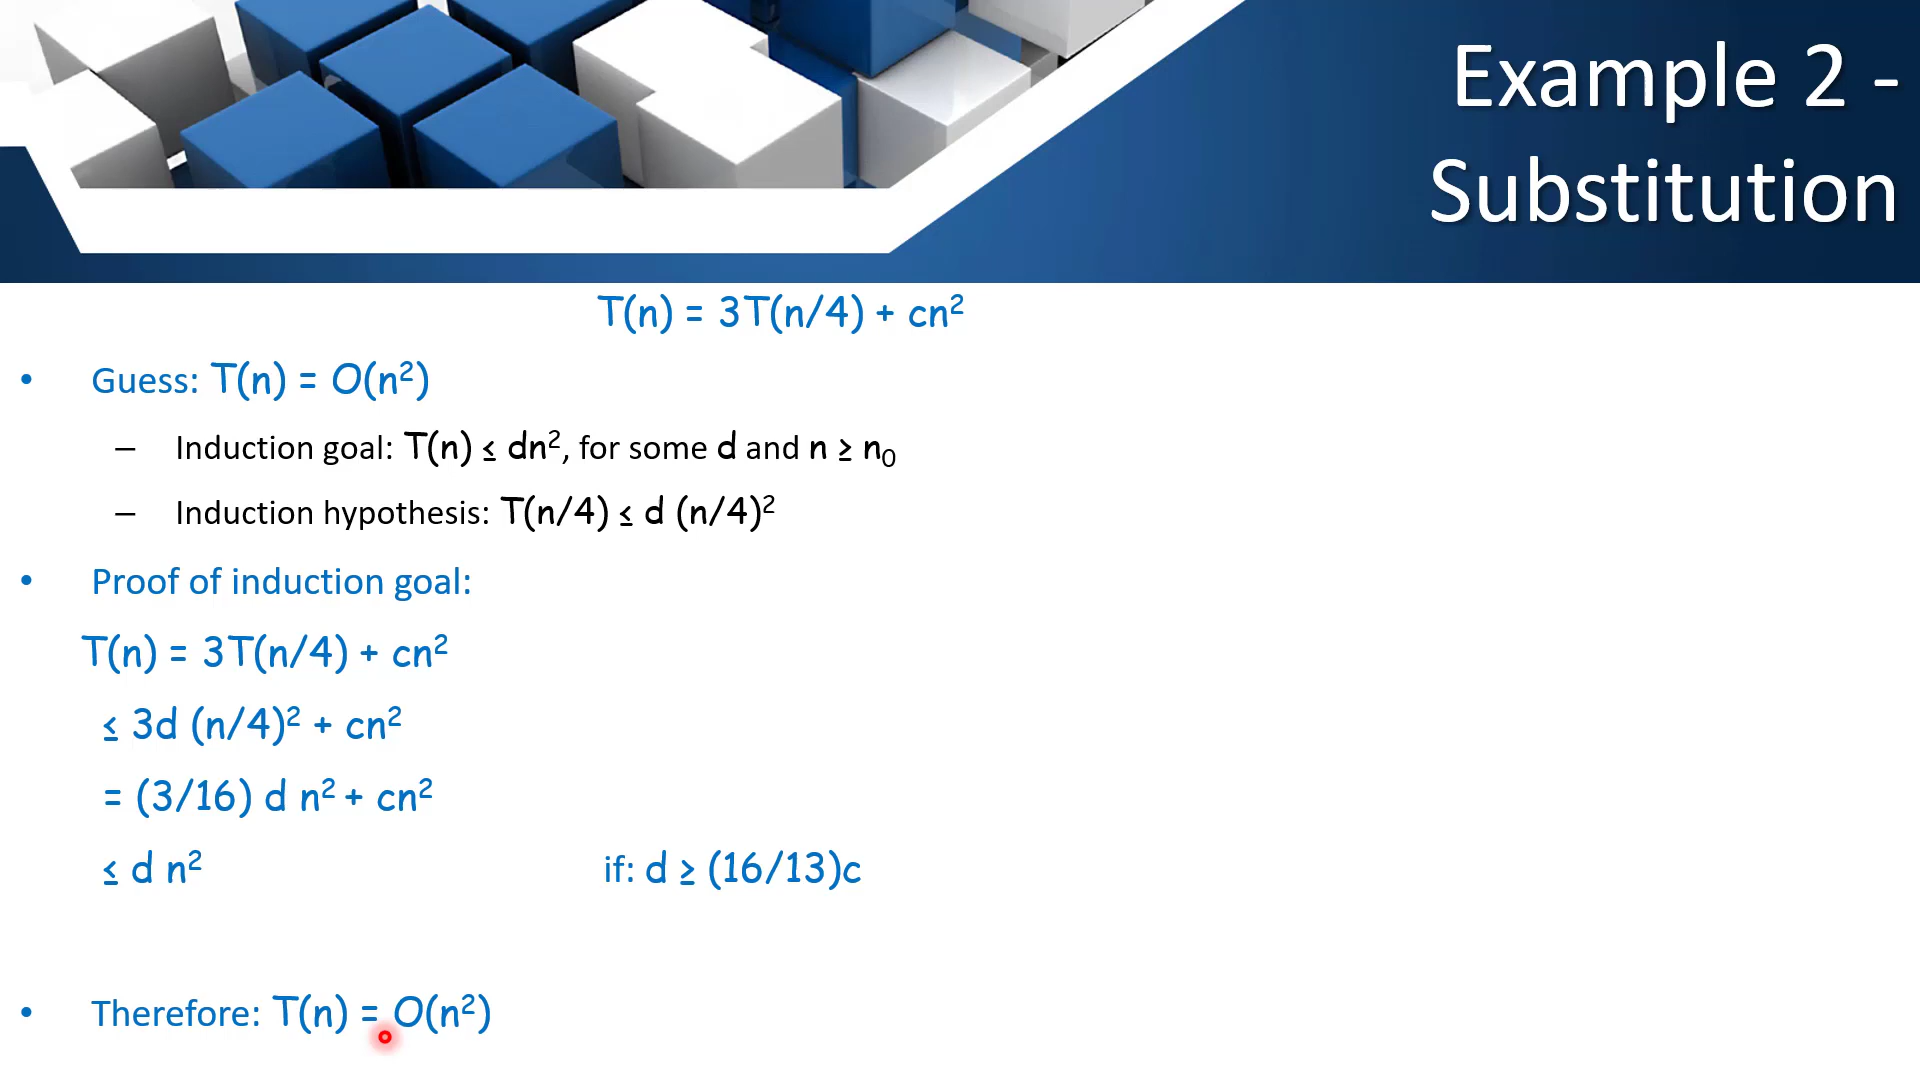 Example 2 -
Substitution
T(n) = 3T(n/4) + cn²
• Guess: T(n) = O(n²)
– Induction goal: T(n) ≤ dn², for some d and n ≥ n₀
– Induction hypothesis: T(n/4) ≤ d (n/4)²
• Proof of induction goal:
T(n) = 3T(n/4) + cn²
≤ 3d (n/4)² + cn²
= (3/16) d n² + cn²
≤ d n² if: d ≥ (16/13)c
• Therefore: T(n) = O(n²)